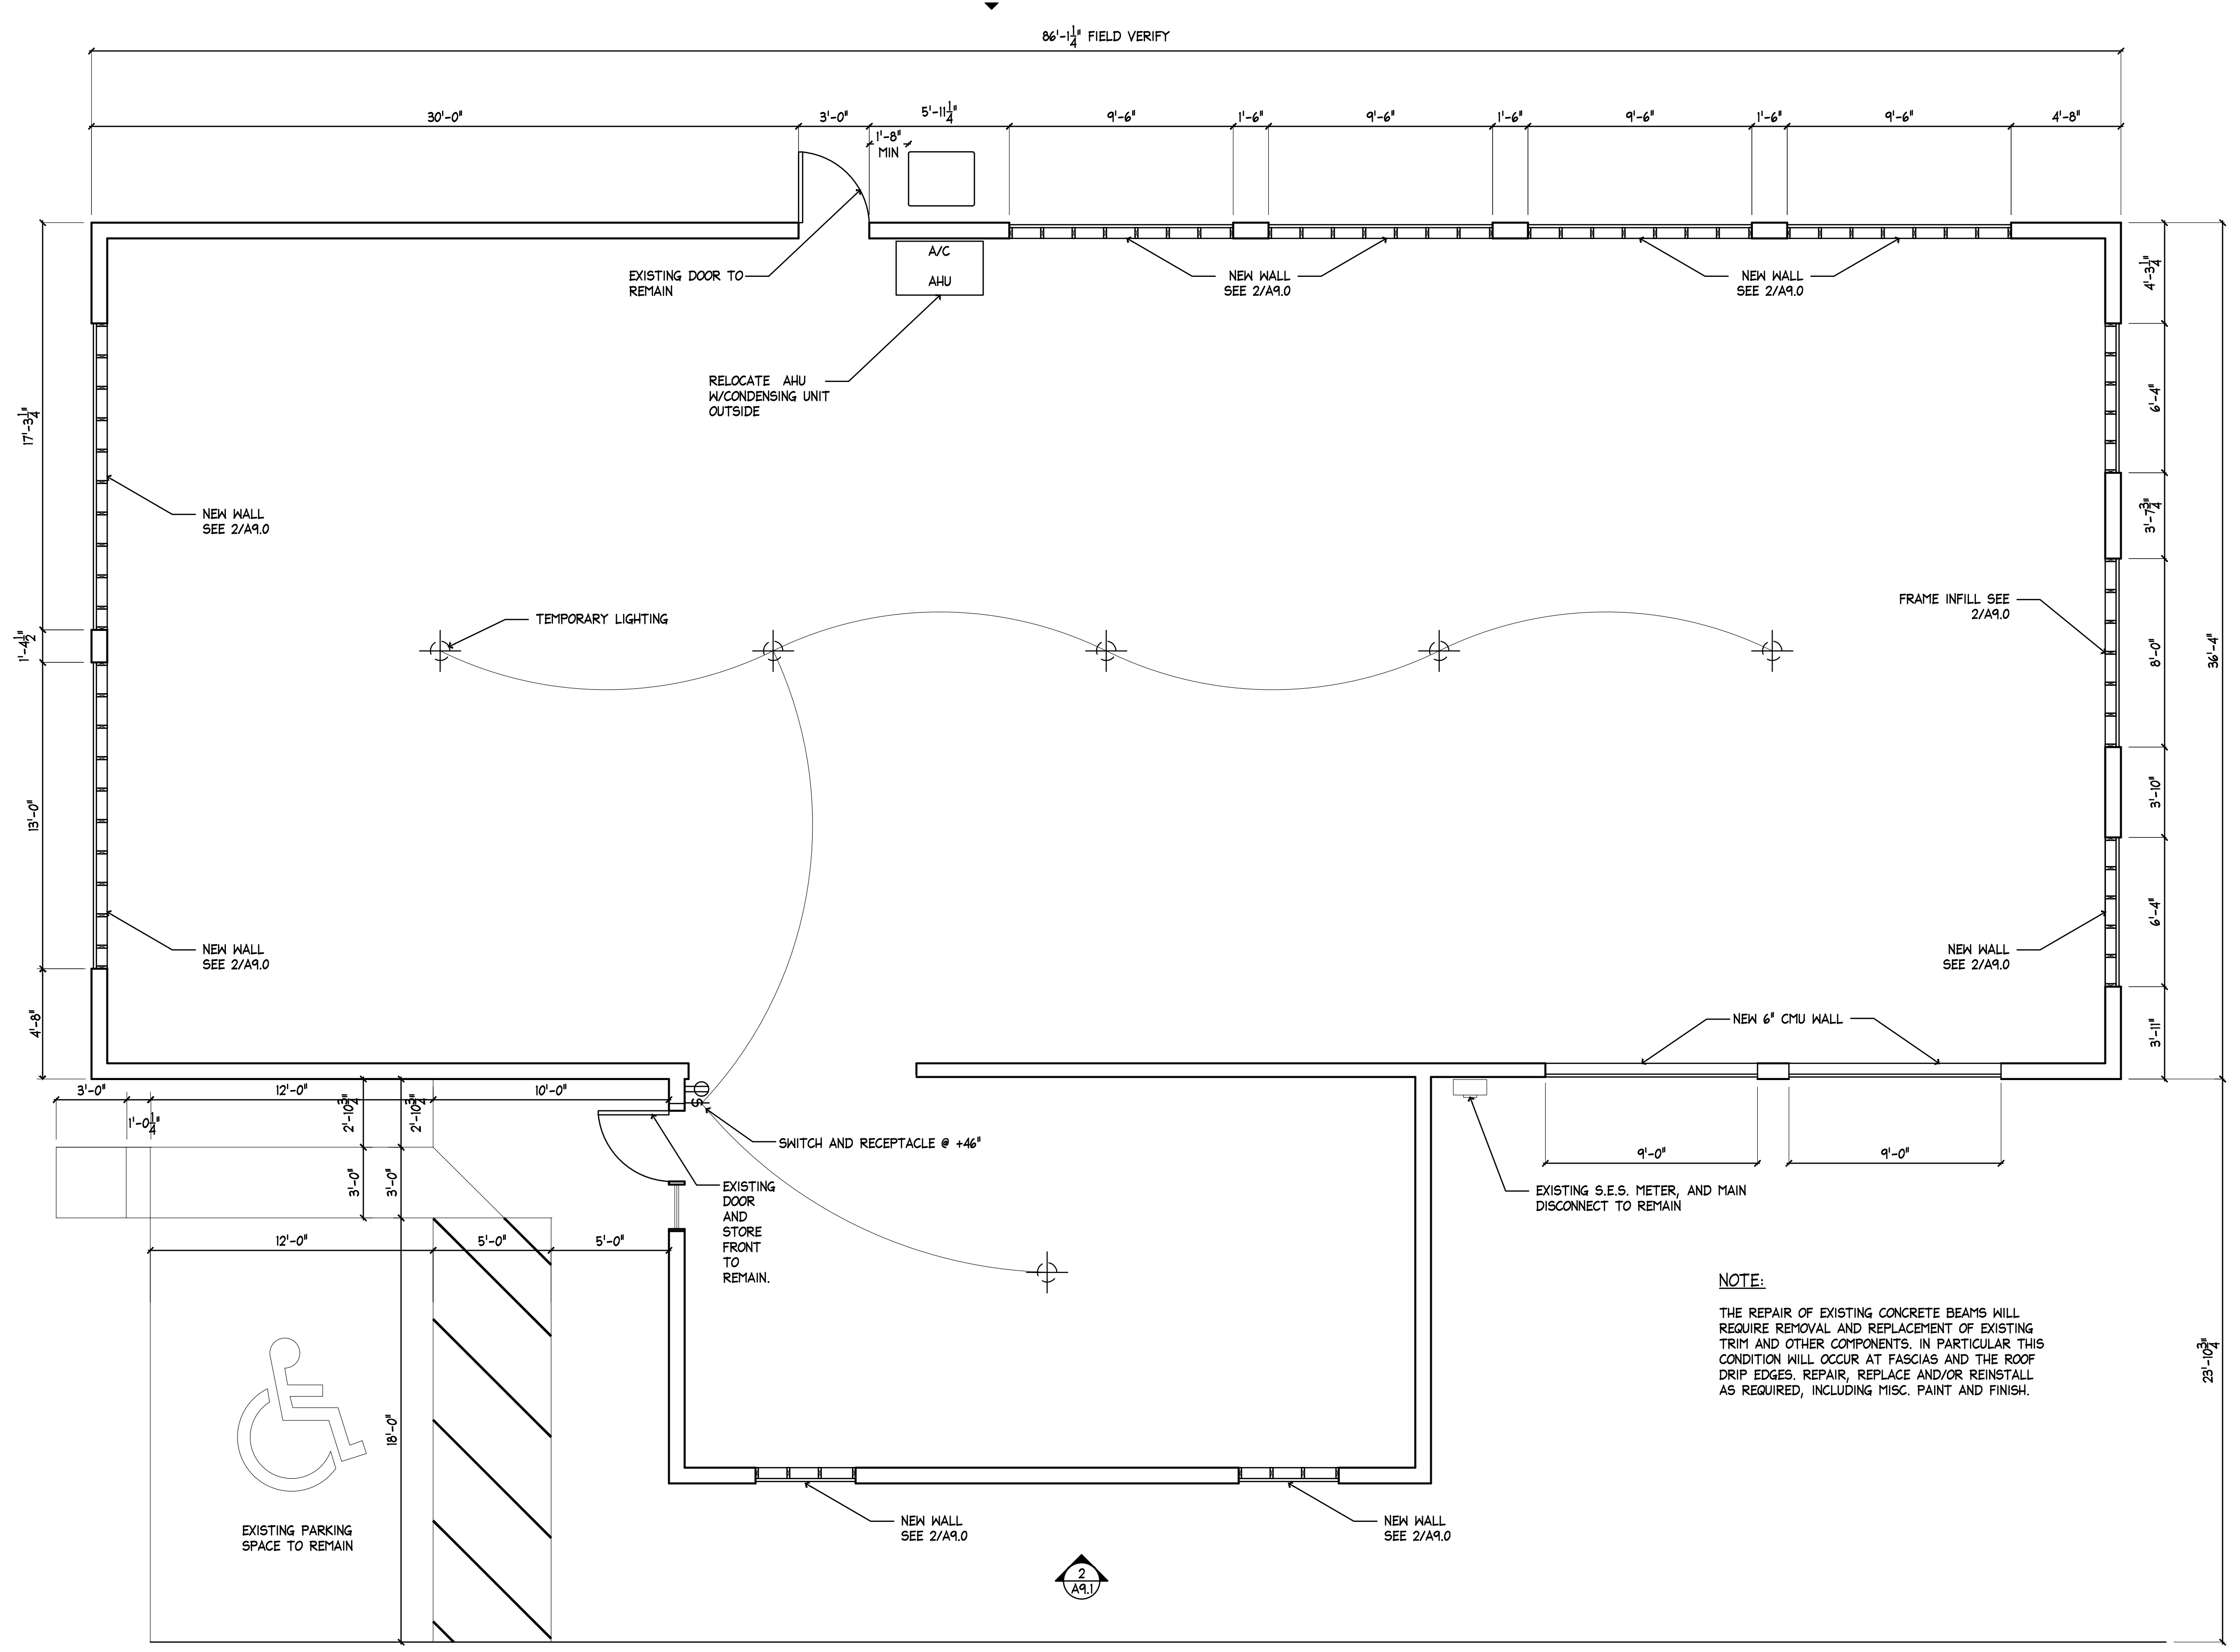 86'-1 1/4" FIELD VERIFY
30'-0"
3'-0"
5'-11 1/4"
9'-6"
1'-6"
9'-6"
1'-6"
9'-6"
1'-6"
9'-6"
4'-8"
1'-8"
MIN
A/C
AHU
EXISTING DOOR TO
REMAIN
NEW WALL
SEE 2/A9.0
NEW WALL
SEE 2/A9.0
RELOCATE AHU
W/CONDENSING UNIT
OUTSIDE
17'-3 1/4"
1'-4 1/2"
13'-0"
4'-8"
NEW WALL
SEE 2/A9.0
TEMPORARY LIGHTING
FRAME INFILL SEE
2/A9.0
4'-3 1/4"
6'-4"
3'-7 3/4"
8'-0"
3'-10"
6'-4"
3'-11"
36'-4"
23'-10 3/4"
NEW WALL
SEE 2/A9.0
NEW WALL
SEE 2/A9.0
NEW 6" CMU WALL
3'-0"
12'-0"
10'-0"
1'-0 1/4"
2'-10 3/4"
2'-10 3/4"
3'-0"
3'-0"
S
SWITCH AND RECEPTACLE @ +46"
9'-0"
9'-0"
EXISTING
DOOR
AND
STORE
FRONT
TO
REMAIN.
EXISTING S.E.S. METER, AND MAIN
DISCONNECT TO REMAIN
12'-0"
5'-0"
5'-0"
18'-0"
NOTE:
THE REPAIR OF EXISTING CONCRETE BEAMS WILL
REQUIRE REMOVAL AND REPLACEMENT OF EXISTING
TRIM AND OTHER COMPONENTS. IN PARTICULAR THIS
CONDITION WILL OCCUR AT FASCIAS AND THE ROOF
DRIP EDGES. REPAIR, REPLACE AND/OR REINSTALL
AS REQUIRED, INCLUDING MISC. PAINT AND FINISH.
EXISTING PARKING
SPACE TO REMAIN
NEW WALL
SEE 2/A9.0
NEW WALL
SEE 2/A9.0
2
A9.1